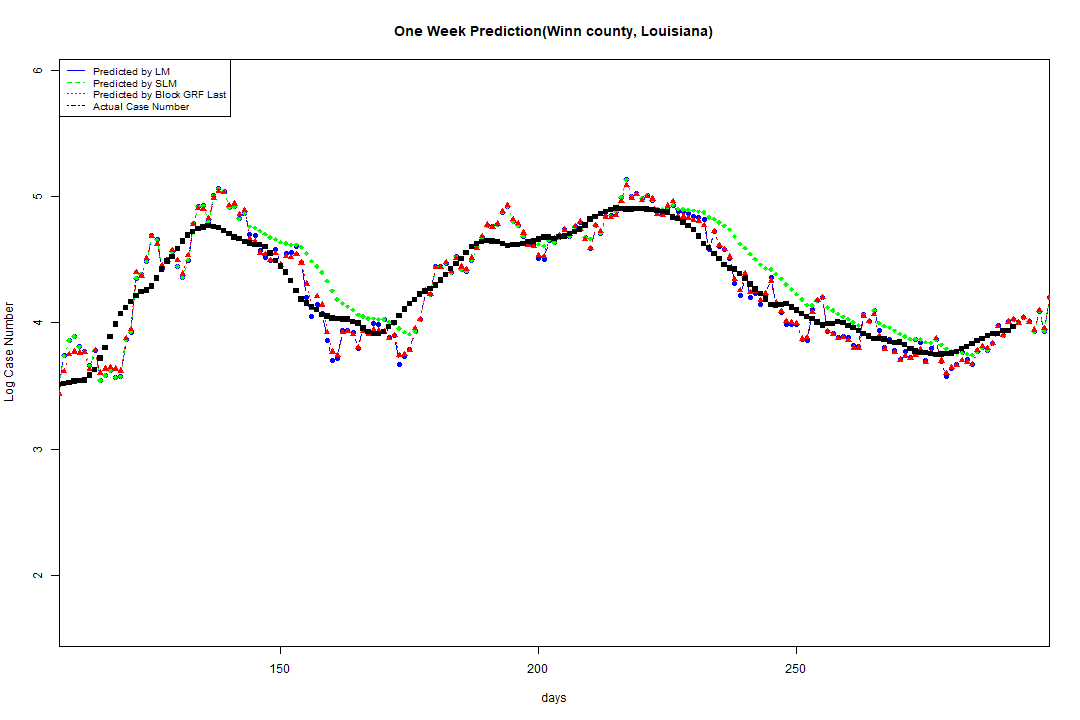 One Week Prediction(Winn county, Louisiana)
Predicted by LM
Predicted by SLM
Predicted by Block GRF Last
Actual Case Number
6
5
4
3
2
Log Case Number
150
200
250
days